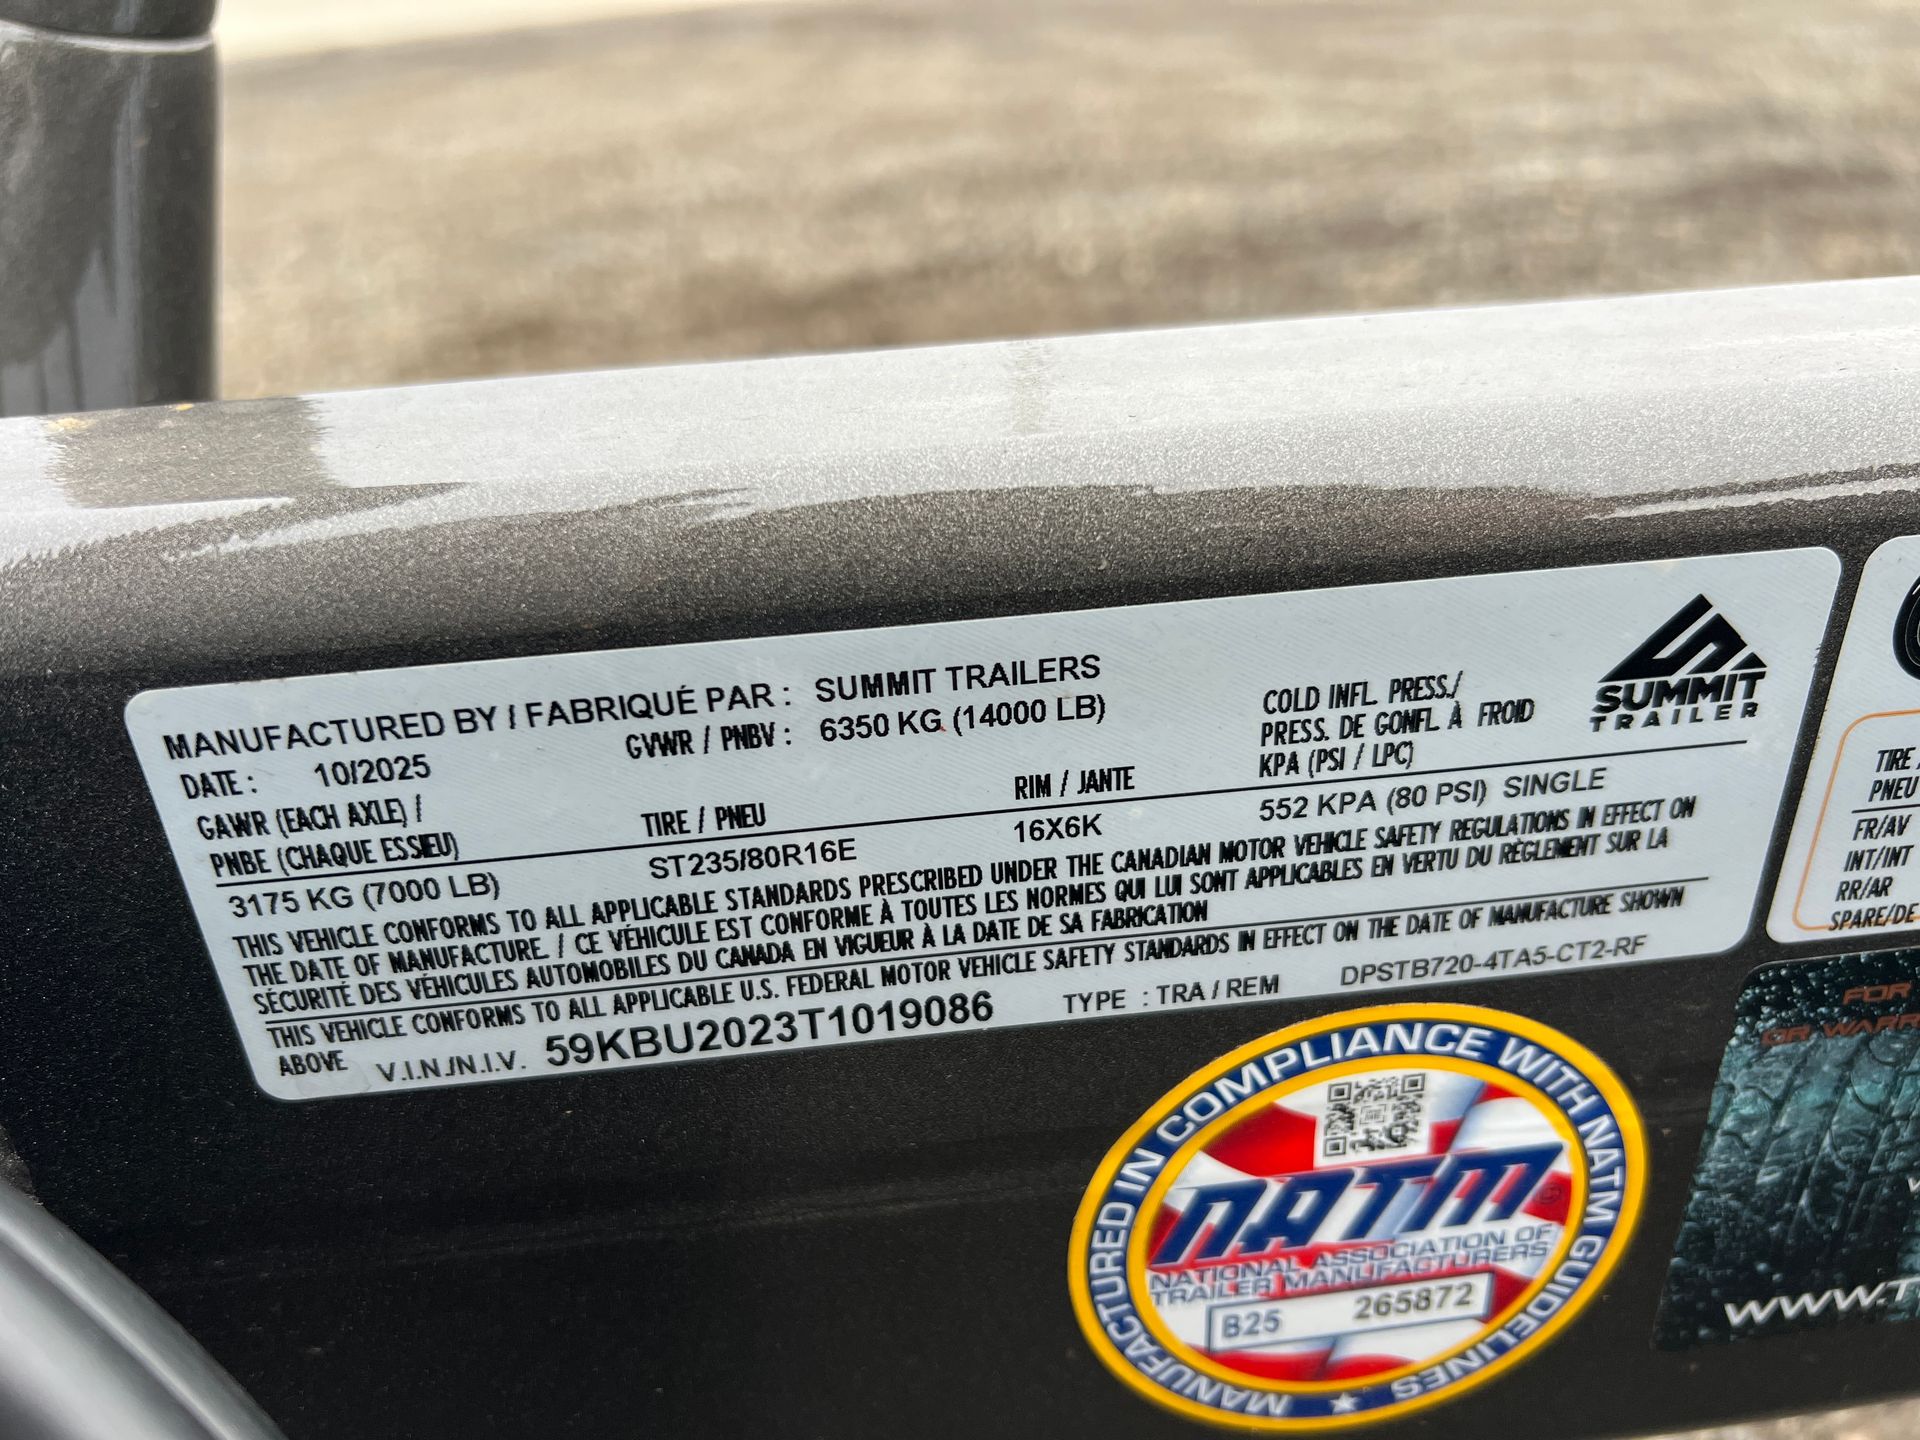 MANUFACTURED BY / FABRIQUÉ PAR : SUMMIT TRAILERS
DATE : 10/2025 GVWR / PNBV : 6350 KG (14000 LB)
GAWR (EACH AXLE) /
PNBE (CHAQUE ESSIEU)
TIRE / PNEU
RIM / JANTE
COLD INFL. PRESS./
PRESS. DE GONFL À FROID
KPA (PSI / LPC)
SUMMIT
TRAILER
3175 KG (7000 LB) ST235/80R16E 16X6K 552 KPA (80 PSI) SINGLE
THIS VEHICLE CONFORMS TO ALL APPLICABLE STANDARDS PRESCRIBED UNDER THE CANADIAN MOTOR VEHICLE SAFETY REGULATIONS IN EFFECT ON
THE DATE OF MANUFACTURE. / CE VÉHICULE EST CONFORME À TOUTES LES NORMES QUI LUI SONT APPLICABLES EN VERTU DU RÈGLEMENT SUR LA
SÉCURITÉ DES VÉHICULES AUTOMOBILES DU CANADA EN VIGUEUR À LA DATE DE SA FABRICATION
THIS VEHICLE CONFORMS TO ALL APPLICABLE U.S. FEDERAL MOTOR VEHICLE SAFETY STANDARDS IN EFFECT ON THE DATE OF MANUFACTURE SHOWN
ABOVE V.I.N./N.I.V. 59KBU2023T1019086 TYPE : TRA / REM DPSTB720-4TA5-CT2-RF
TIRE /
PNEU
FR/AV
INT/INT
RR/AR
SPARE/DE
MANUFACTURED IN COMPLIANCE WITH NATM GUIDELINES
NATM®
NATIONAL ASSOCIATION OF
TRAILER MANUFACTURERS
B25 265872
MANUFACTURERS
FOR
OR WARR
WWW.T